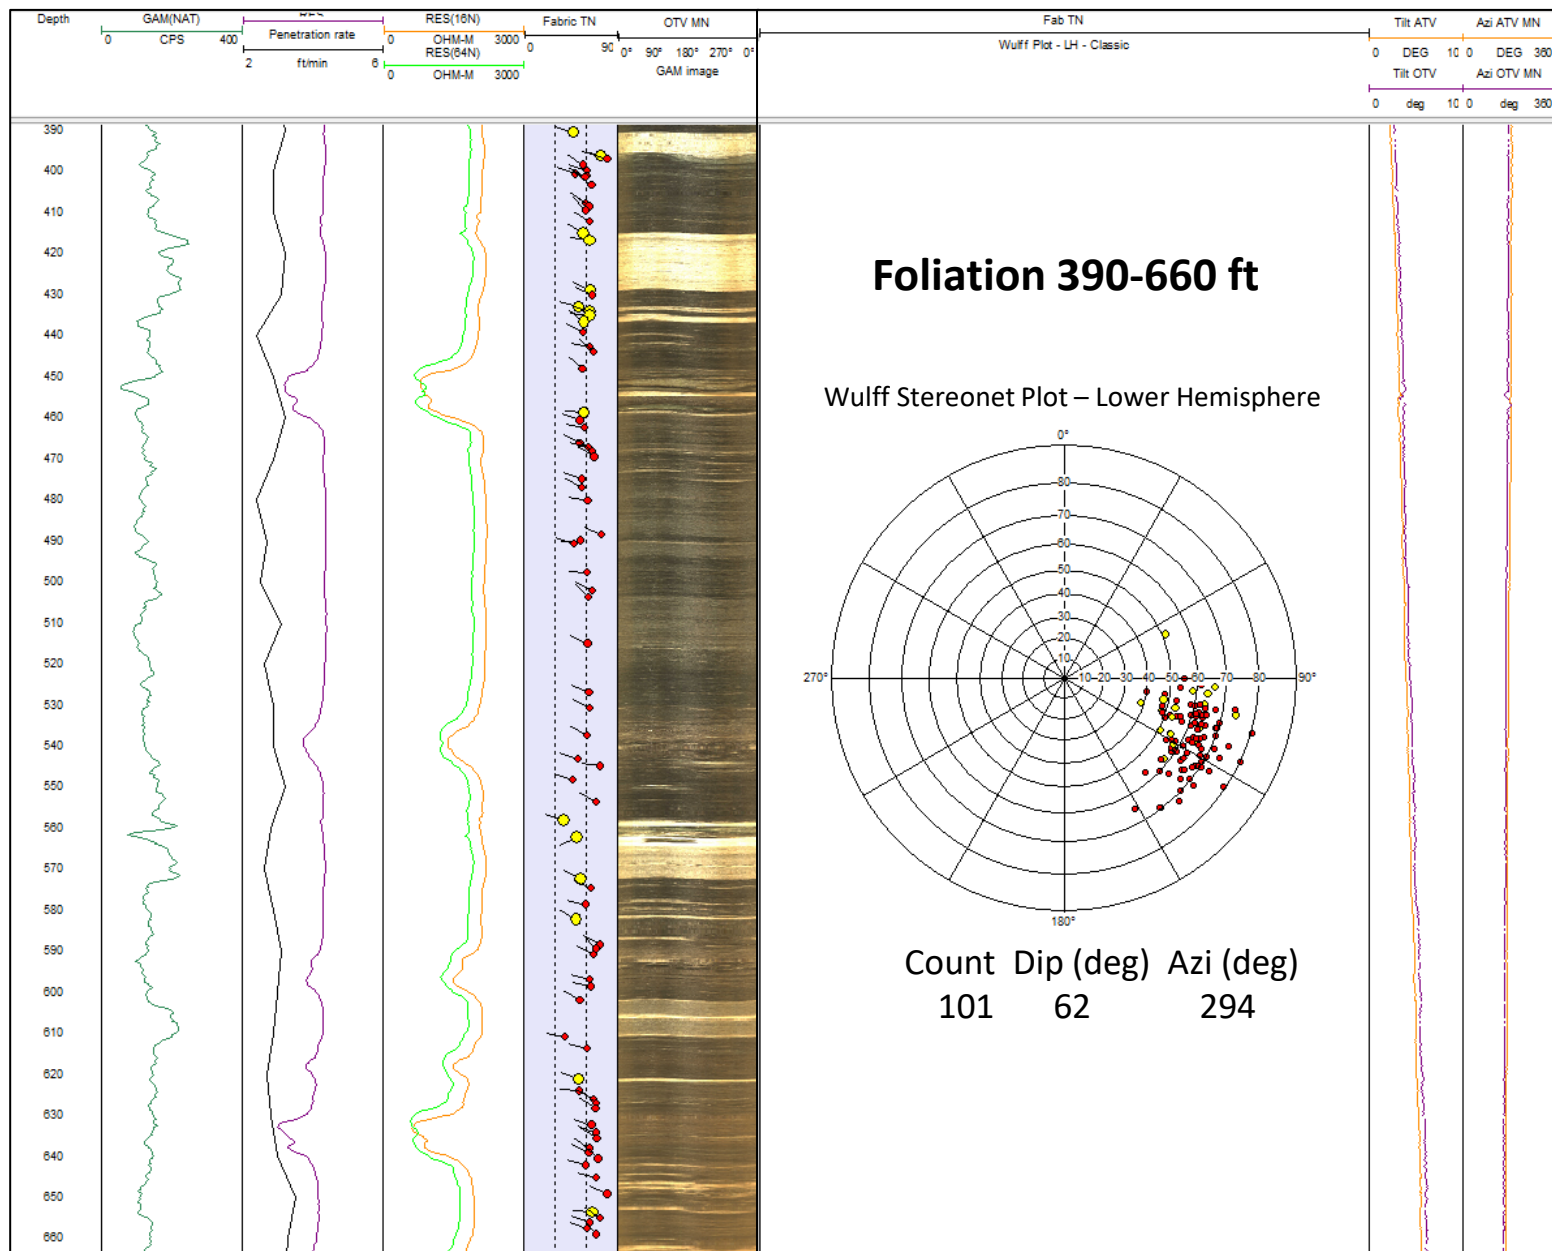 Depth
GAM(NAT)
0 CPS 400
Penetration rate
2 ft/min 6
RES(16N)
0 OHM-M 3000
RES(64N)
0 OHM-M 3000
Fabric TN
0 90
OTV MN
0° 90° 180° 270° 0°
GAM image
Fab TN
Wulff Plot - LH - Classic
Tilt ATV
0 DEG 10
Tilt OTV
0 deg 10
Azi ATV MN
0 DEG 360
Azi OTV MN
0 deg 360
390
400
410
420
430
440
450
460
470
480
490
500
510
520
530
540
550
560
570
580
590
600
610
620
630
640
650
660
Foliation 390-660 ft
Wulff Stereonet Plot – Lower Hemisphere
0°
80
70
60
50
40
30
20
10
270° 10 20 30 40 50 60 70 80 90°
180°
Count Dip (deg) Azi (deg)
101 62 294